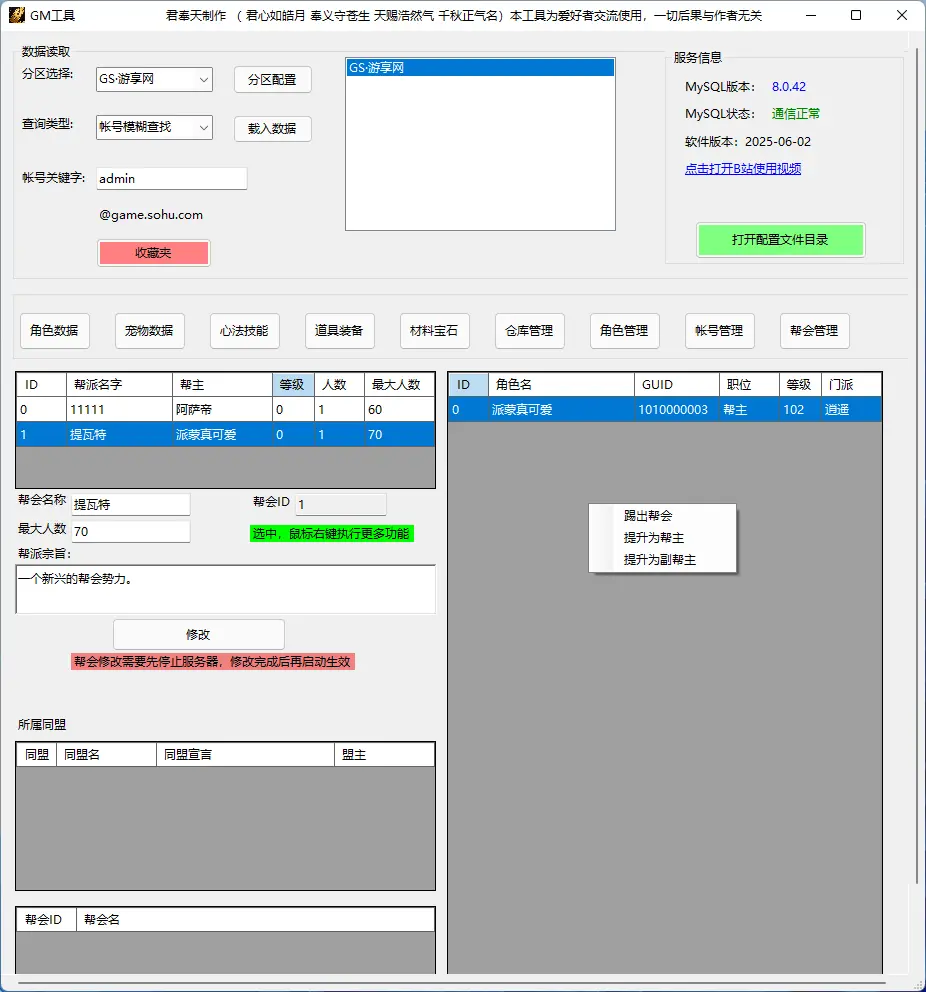 GM工具 君奉天制作 （ 君心如皓月 奉义守苍生 天赐浩然气 千秋正气名）本工具为爱好者交流使用，一切后果与作者无关
数据读取
分区选择: GS·游享网 分区配置
查询类型: 帐号模糊查找 载入数据
帐号关键字: admin
@game.sohu.com
收藏夹
GS·游享网
服务信息
MySQL版本: 8.0.42
MySQL状态: 通信正常
软件版本: 2025-06-02
点击打开B站使用视频
打开配置文件目录
角色数据 宠物数据 心法技能 道具装备 材料宝石 仓库管理 角色管理 帐号管理 帮会管理
ID 帮派名字 帮主 等级 人数 最大人数
0 11111 阿萨帝 0 1 60
1 提瓦特 派蒙真可爱 0 1 70
帮会名称 提瓦特 帮会ID 1
最大人数 70 选中，鼠标右键执行更多功能
帮派宗旨:
一个新兴的帮会势力。
修改
帮会修改需要先停止服务器，修改完成后再启动生效
所属同盟
同盟 同盟名 同盟宣言 盟主
帮会ID 帮会名
ID 角色名 GUID 职位 等级 门派
0 派蒙真可爱 1010000003 帮主 102 逍遥
踢出帮会
提升为帮主
提升为副帮主